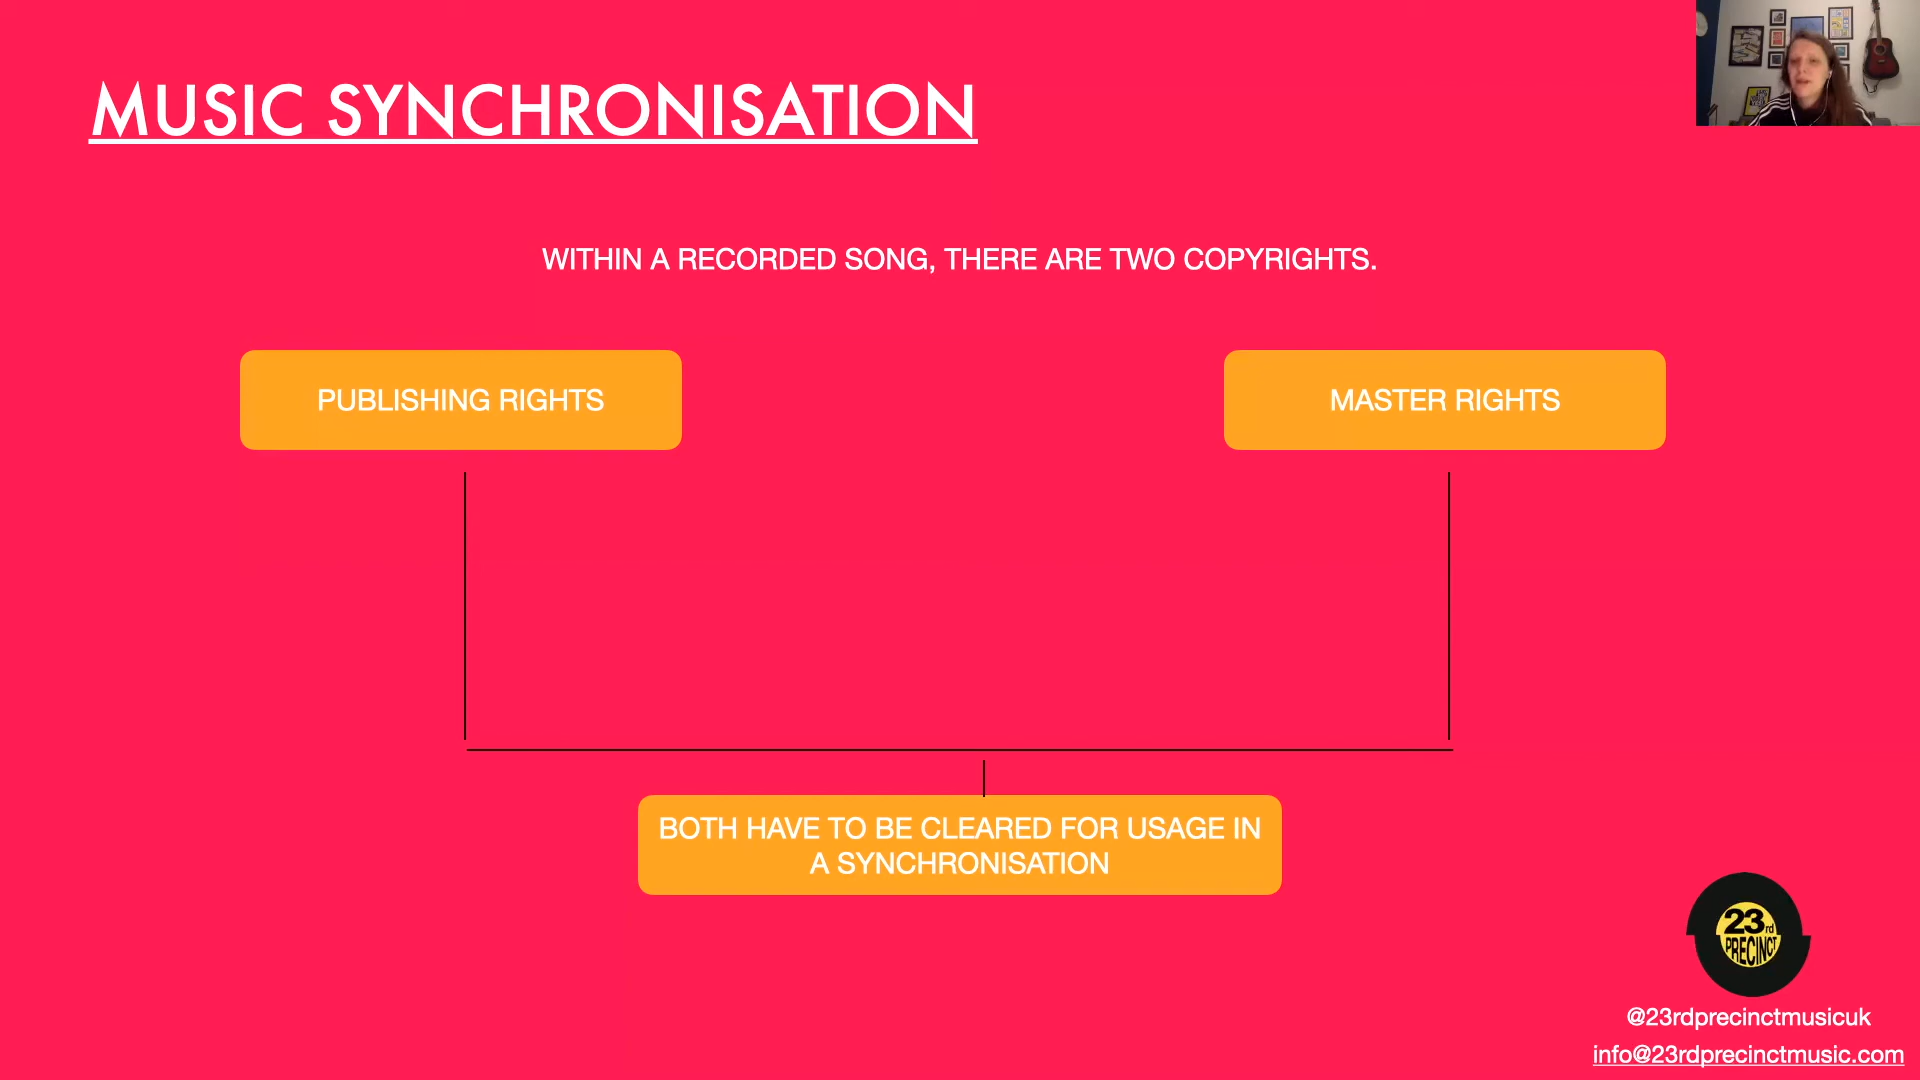 MUSIC SYNCHRONISATION
WITHIN A RECORDED SONG, THERE ARE TWO COPYRIGHTS.
PUBLISHING RIGHTS
MASTER RIGHTS
BOTH HAVE TO BE CLEARED FOR USAGE IN
A SYNCHRONISATION
23rd
PRECINCT
@23rdprecinctmusicuk
info@23rdprecinctmusic.com